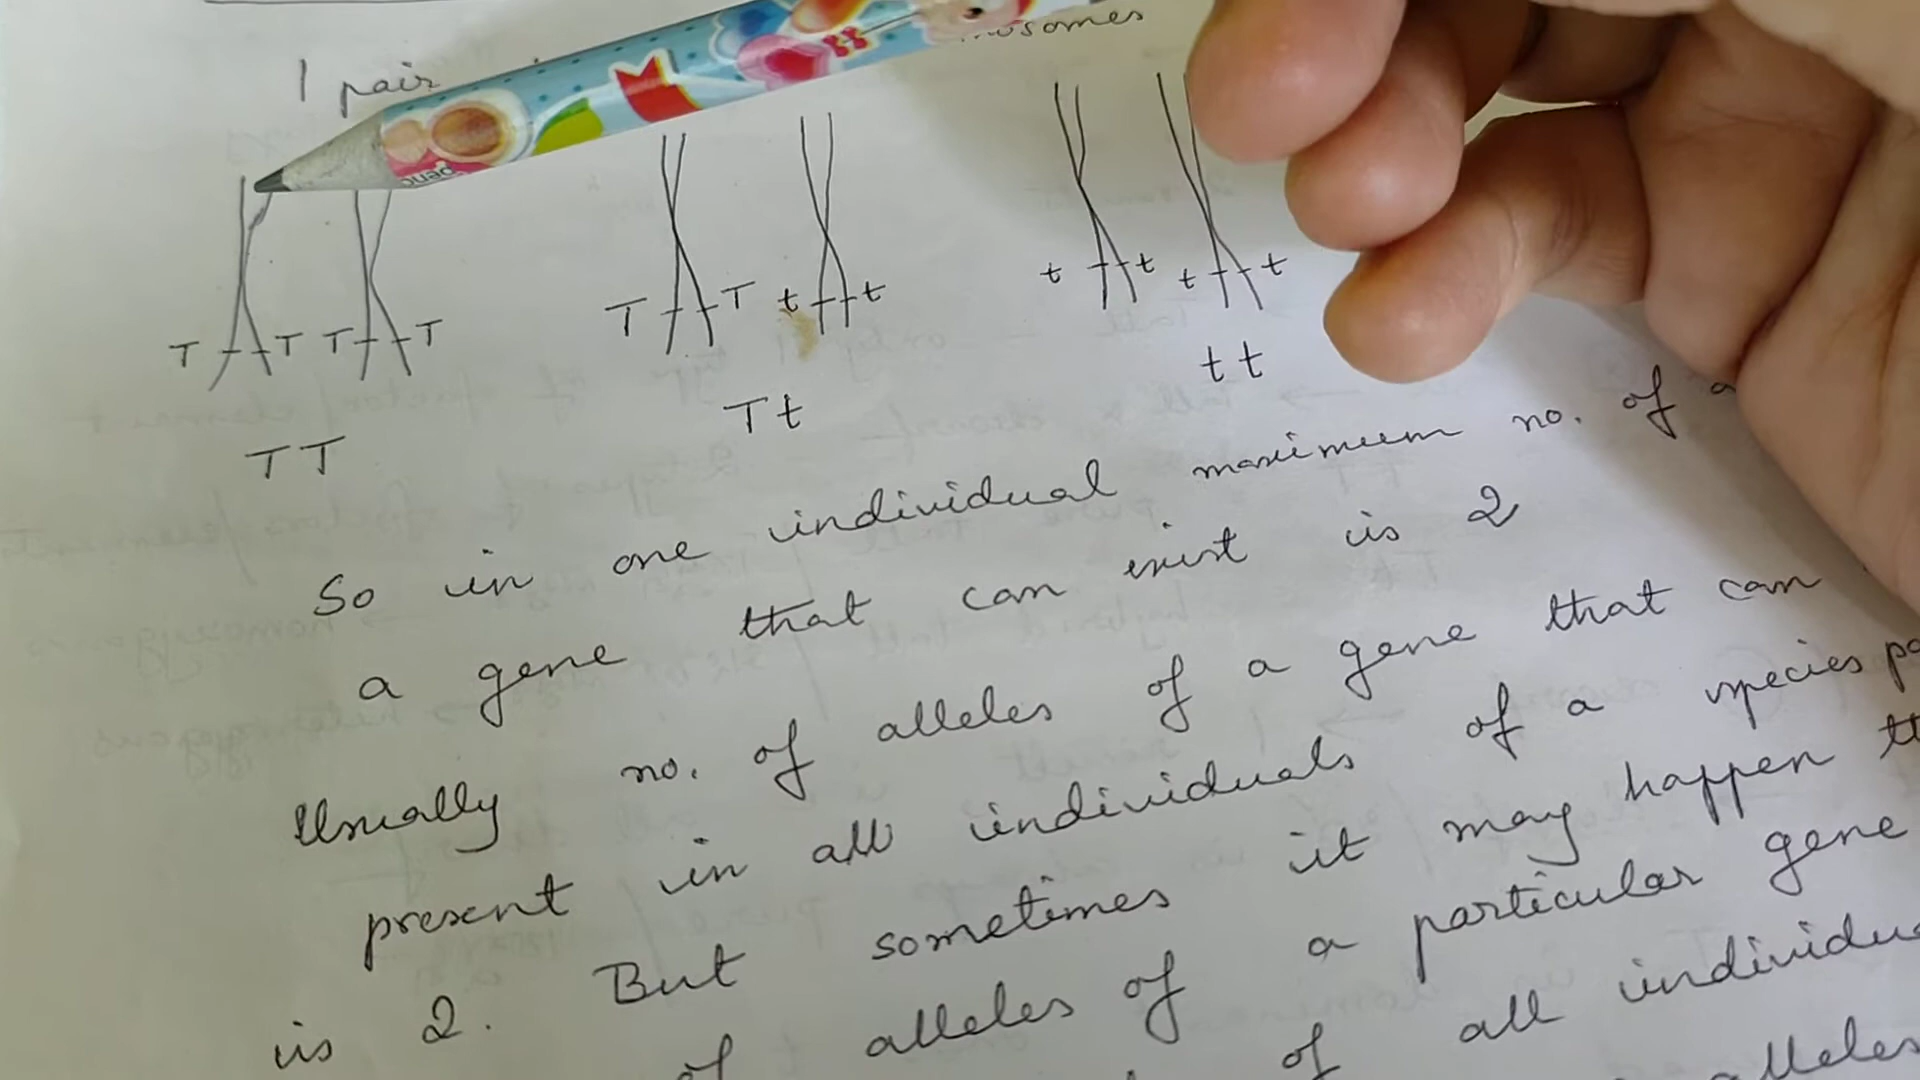 1 pair
T T T T T T t t t t t t
TT Tt tt
So in one individual maximum no. of
a gene that can exist is 2
Usually no. of alleles of a gene that can
present in all individuals of a species
is 2. But sometimes it may happen
of alleles of a particular gene
of all
alleles